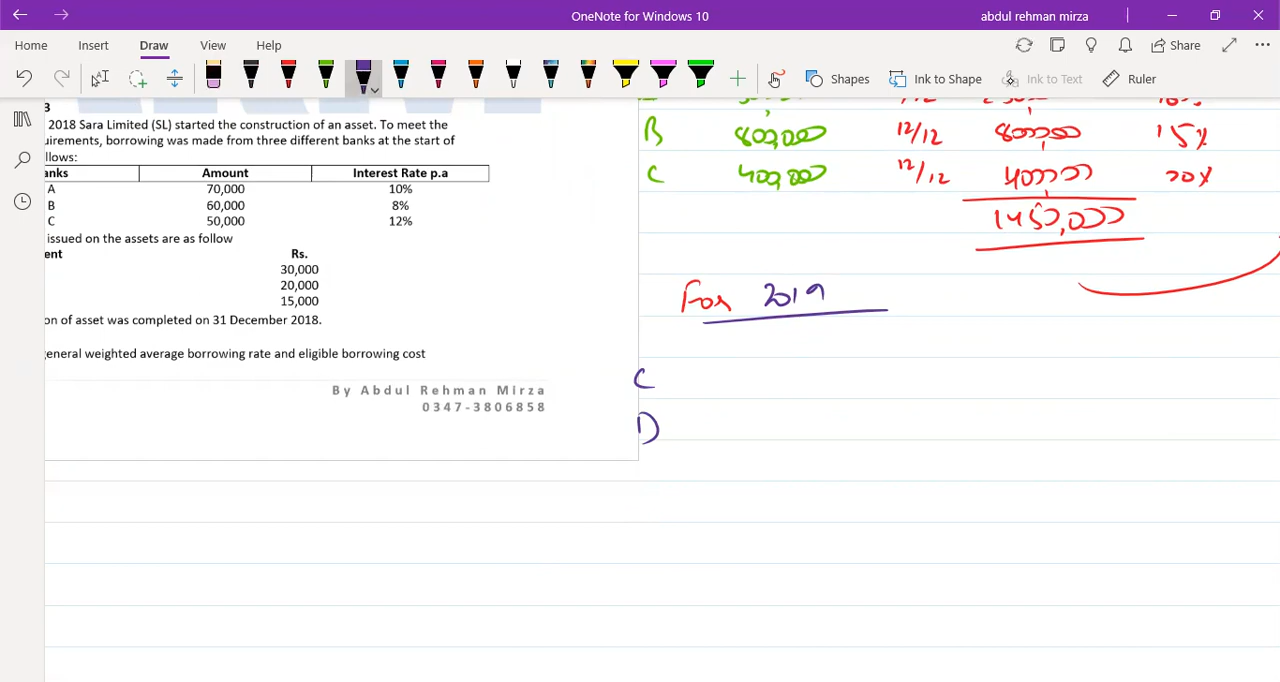 OneNote for Windows 10
abdul rehman mirza
Home Insert Draw View Help
Share
Shapes Ink to Shape Ink to Text Ruler
3
2018 Sara Limited (SL) started the construction of an asset. To meet the
uirements, borrowing was made from three different banks at the start of
llows:
anks Amount Interest Rate p.a
A 70,000 10%
B 60,000 8%
C 50,000 12%
issued on the assets are as follow
ent Rs.
30,000
20,000
15,000
on of asset was completed on 31 December 2018.
general weighted average borrowing rate and eligible borrowing cost
By Abdul Rehman Mirza
0347-3806858
B 800,000 12/12 800,000 15%
C 400,000 12/12 400,000 20%
1450,000
For 2019
C
D